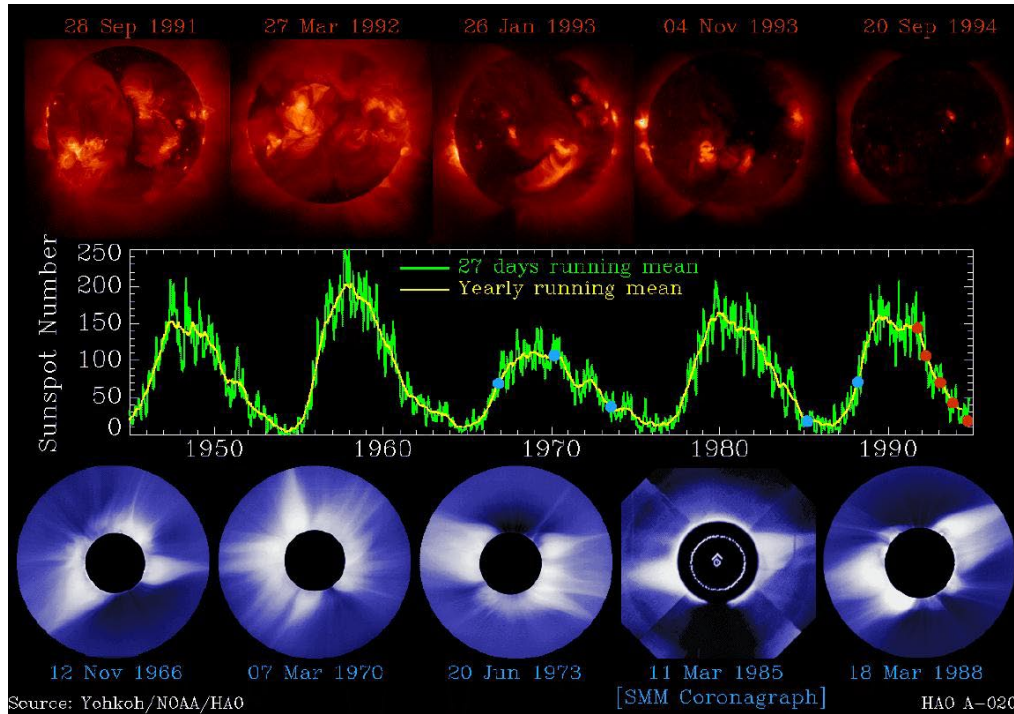 28 Sep 1991 27 Mar 1992 26 Jan 1993 04 Nov 1993 20 Sep 1994
Sunspot Number
250
200
150
100
50
0
27 days running mean
Yearly running mean
1950 1960 1970 1980 1990
12 Nov 1966 07 Mar 1970 20 Jun 1973 11 Mar 1985 18 Mar 1988
[SMM Coronagraph]
Source: Yohkoh/NOAA/HAO HAO A-020